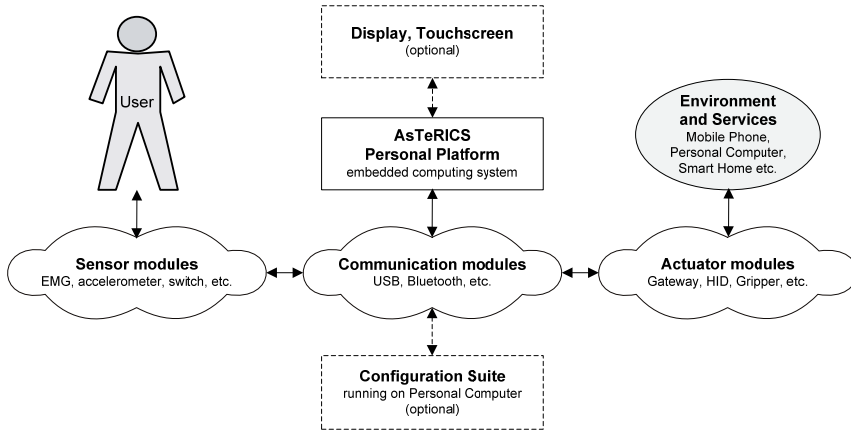 Display, Touchscreen
(optional)
User
AsTeRICS
Personal Platform
embedded computing system
Environment
and Services
Mobile Phone,
Personal Computer,
Smart Home etc.
Sensor modules
EMG, accelerometer, switch, etc.
Communication modules
USB, Bluetooth, etc.
Actuator modules
Gateway, HID, Gripper, etc.
Configuration Suite
running on Personal Computer
(optional)